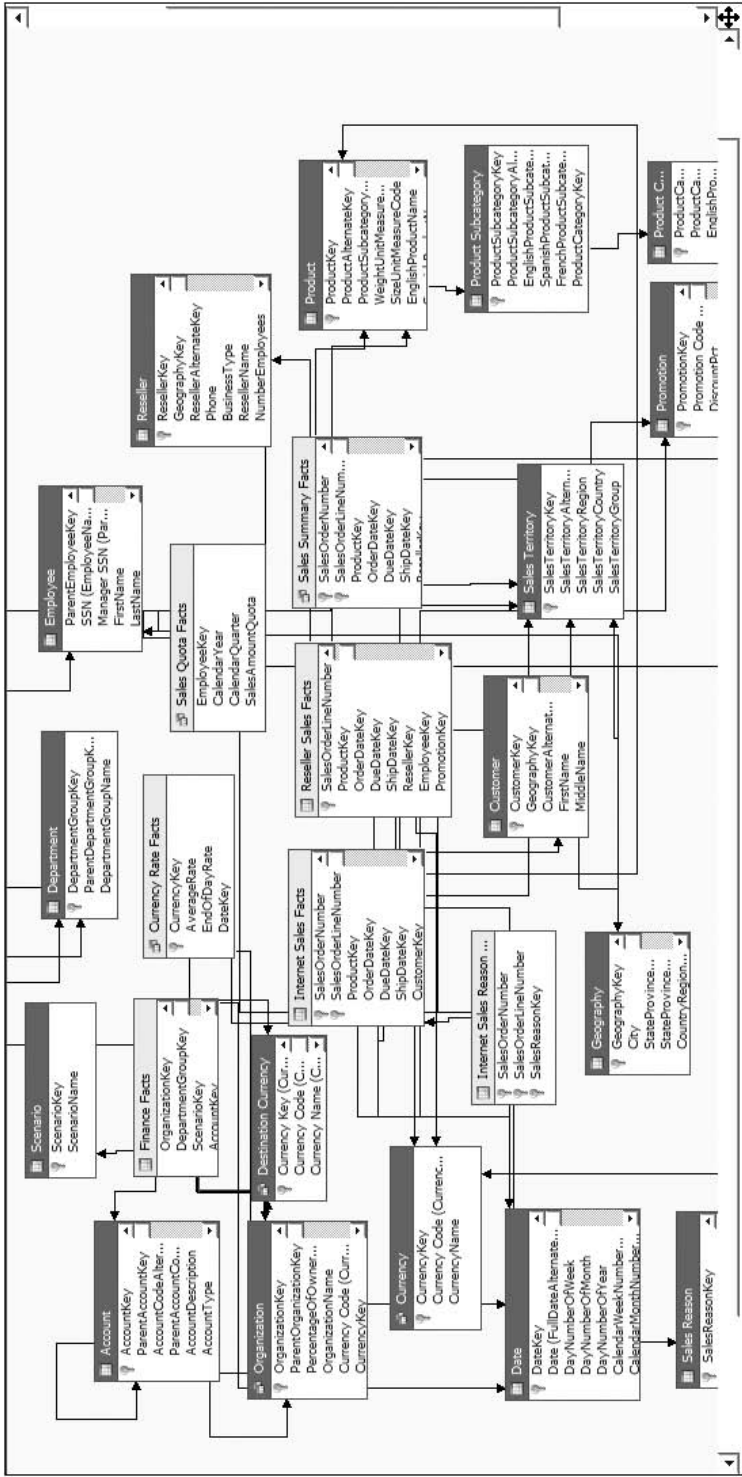 Account
AccountKey
ParentAccountKey
AccountCodeAlter...
ParentAccountCo...
AccountDescription
AccountType
Scenario
ScenarioKey
ScenarioName
Department
DepartmentGroupKey
ParentDepartmentGroupK...
DepartmentGroupName
Employee
ParentEmployeeKey
SSN (EmployeeNa...
Manager SSN (Par...
FirstName
LastName
Finance Facts
OrganizationKey
DepartmentGroupKey
ScenarioKey
AccountKey
Currency Rate Facts
CurrencyKey
AverageRate
EndOfDayRate
DateKey
Sales Quota Facts
EmployeeKey
CalendarYear
CalendarQuarter
SalesAmountQuota
Reseller
ResellerKey
GeographyKey
ResellerAlternateKey
Phone
BusinessType
ResellerName
NumberEmployees
Organization
OrganizationKey
ParentOrganizationKey
PercentageOfOwner...
OrganizationName
Currency Code (Curr...
CurrencyKey
Destination Currency
Currency Key (Cur...
Currency Code (C...
Currency Name (C...
Internet Sales Facts
SalesOrderNumber
SalesOrderLineNumber
ProductKey
OrderDateKey
DueDateKey
ShipDateKey
CustomerKey
Reseller Sales Facts
SalesOrderLineNumber
ProductKey
OrderDateKey
DueDateKey
ShipDateKey
ResellerKey
EmployeeKey
PromotionKey
Sales Summary Facts
SalesOrderNumber
SalesOrderLineNum...
ProductKey
OrderDateKey
DueDateKey
ShipDateKey
ResellerKey
Product
ProductKey
ProductAlternateKey
ProductSubcategory...
WeightUnitMeasure...
SizeUnitMeasureCode
EnglishProductName
Currency
CurrencyKey
Currency Code (Currenc...
CurrencyName
Internet Sales Reason ...
SalesOrderNumber
SalesOrderLineNumber
SalesReasonKey
Customer
CustomerKey
GeographyKey
CustomerAlternat...
FirstName
MiddleName
Sales Territory
SalesTerritoryKey
SalesTerritoryAltern...
SalesTerritoryRegion
SalesTerritoryCountry
SalesTerritoryGroup
Product Subcategory
ProductSubcategoryKey
ProductSubcategoryAl...
EnglishProductSubcate...
SpanishProductSubcat...
FrenchProductSubcate...
ProductCategoryKey
Date
DateKey
Date (FullDateAlternate...
DayNumberOfWeek
DayNumberOfMonth
DayNumberOfYear
CalendarWeekNumber...
CalendarMonthNumber...
Geography
GeographyKey
City
StateProvince...
StateProvince...
CountryRegion...
Sales Reason
SalesReasonKey
Promotion
PromotionKey
Promotion Code ...
DiscountPct
Product C...
ProductCa...
ProductCa...
EnglishPro...